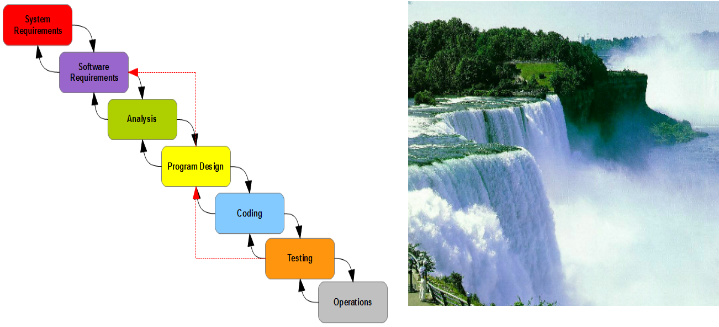 System
Requirements
Software
Requirements
Analysis
Program Design
Coding
Testing
Operations